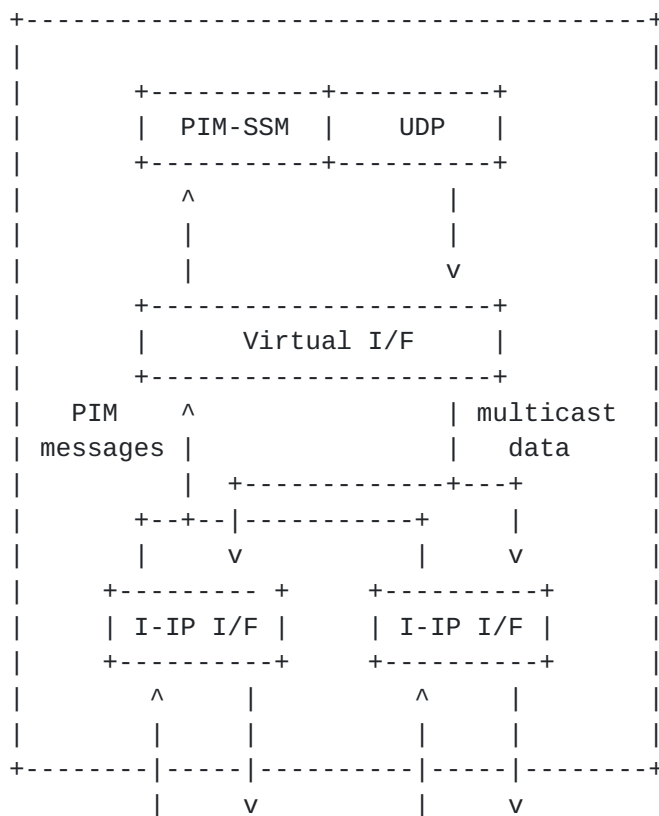 PIM-SSM | UDP
Virtual I/F
PIM multicast
messages data
I-IP I/F | I-IP I/F